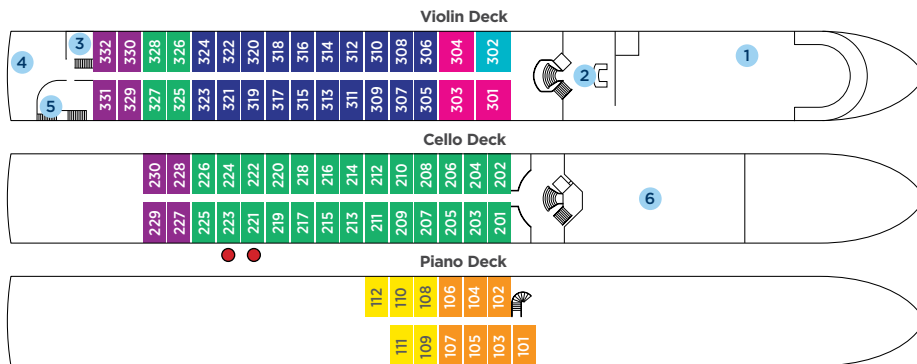 Violin Deck
3 332 330 328 326 324 322 320 318 316 314 312 310 308 306 304 302 1
4 2
5 331 329 327 325 323 321 319 317 315 313 311 309 307 305 303 301
Cello Deck
230 228 226 224 222 220 218 216 214 212 210 208 206 204 202
6
229 227 225 223 221 219 217 215 213 211 209 207 205 203 201
Piano Deck
112 110 108 106 104 102
111 109 107 105 103 101